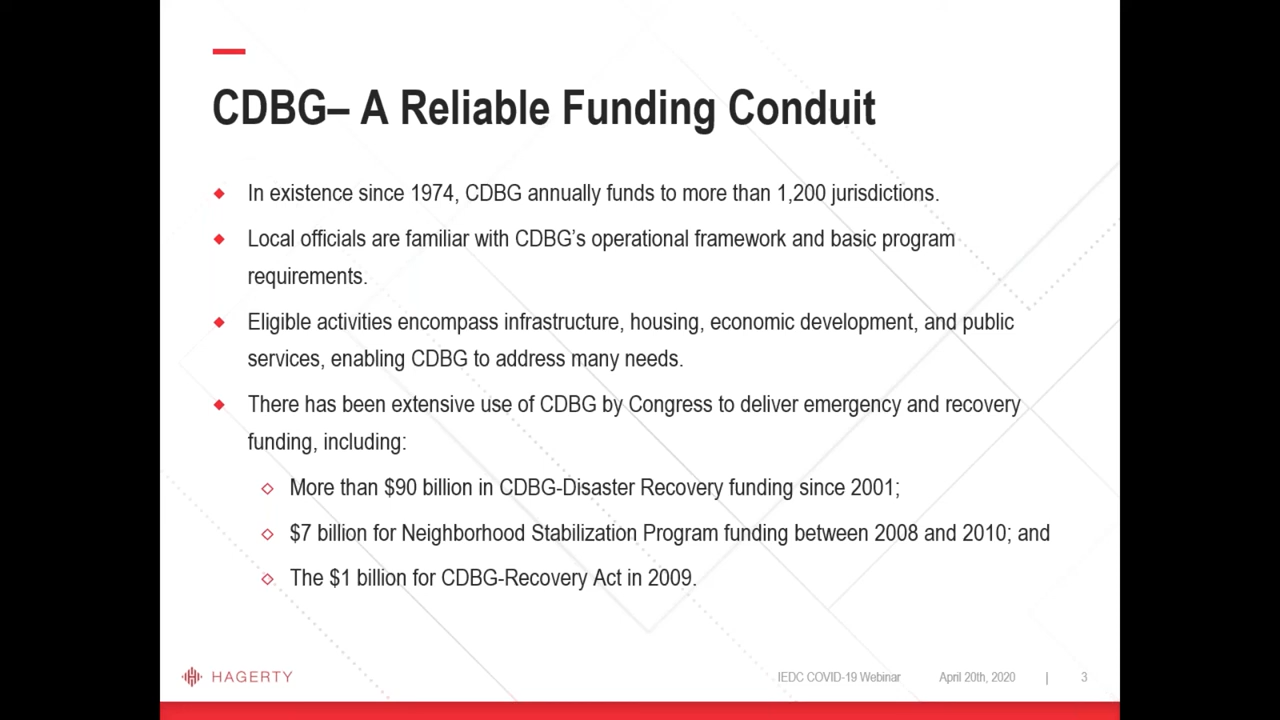 CDBG– A Reliable Funding Conduit
In existence since 1974, CDBG annually funds to more than 1,200 jurisdictions.
Local officials are familiar with CDBG’s operational framework and basic program
requirements.
Eligible activities encompass infrastructure, housing, economic development, and public
services, enabling CDBG to address many needs.
There has been extensive use of CDBG by Congress to deliver emergency and recovery
funding, including:
More than $90 billion in CDBG-Disaster Recovery funding since 2001;
$7 billion for Neighborhood Stabilization Program funding between 2008 and 2010; and
The $1 billion for CDBG-Recovery Act in 2009.
HAGERTY
IEDC COVID-19 Webinar April 20th, 2020 | 3